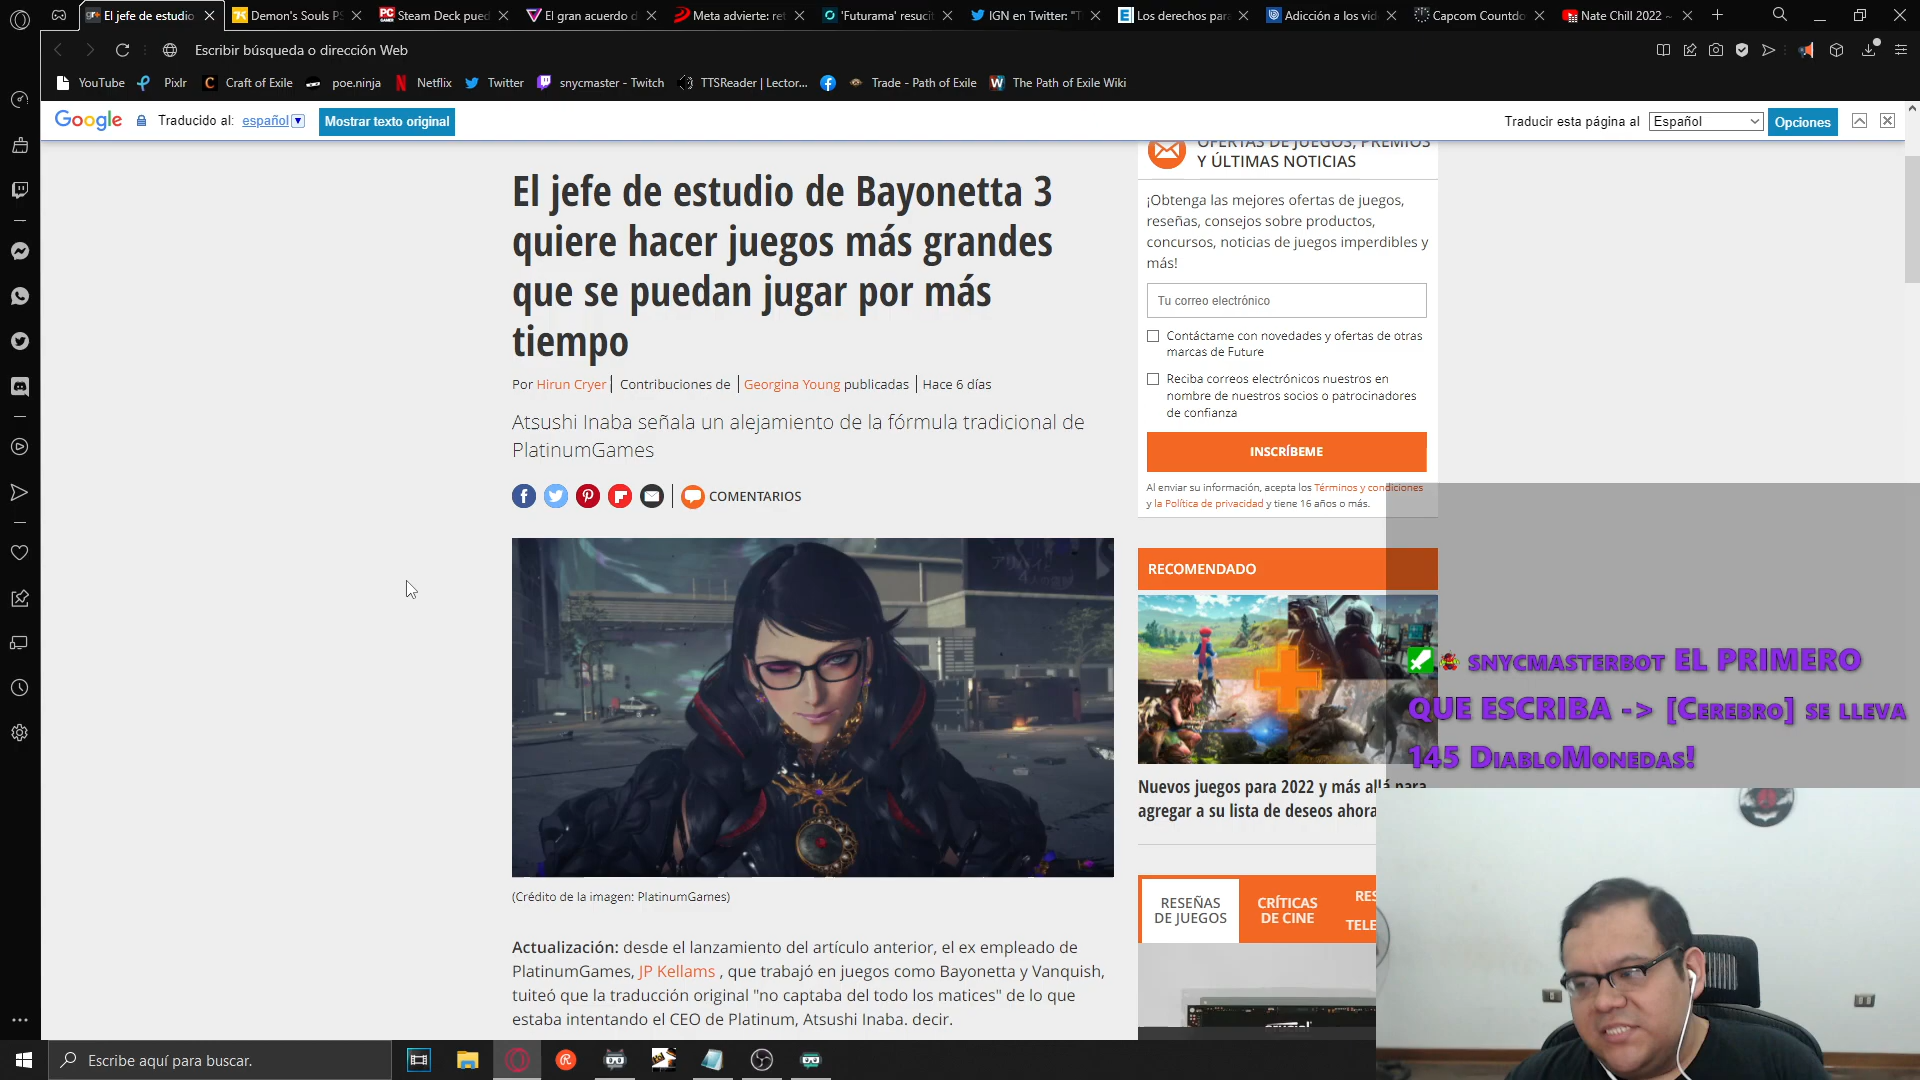 El jefe de estudio
Demon's Souls PS
Steam Deck pued
El gran acuerdo d
Meta advierte: ret
'Futurama' resuci
IGN en Twitter: "T
Los derechos para
Adicción a los vid
Capcom Countdo
Nate Chill 2022 -
Escribir búsqueda o dirección Web
YouTube
Pixlr
Craft of Exile
poe.ninja
Netflix
Twitter
snycmaster - Twitch
TTSReader | Lector...
Trade - Path of Exile
The Path of Exile Wiki
Google
Traducido al: español
Mostrar texto original
Traducir esta página al
Español
Opciones
El jefe de estudio de Bayonetta 3
quiere hacer juegos más grandes
que se puedan jugar por más
tiempo
Por Hirun Cryer | Contribuciones de | Georgina Young publicadas | Hace 6 días
Atsushi Inaba señala un alejamiento de la fórmula tradicional de
PlatinumGames
COMENTARIOS
(Crédito de la imagen: PlatinumGames)
Actualización: desde el lanzamiento del artículo anterior, el ex empleado de
PlatinumGames, JP Kellams , que trabajó en juegos como Bayonetta y Vanquish,
tuiteó que la traducción original "no captaba del todo los matices" de lo que
estaba intentando el CEO de Platinum, Atsushi Inaba. decir.
OFERTAS DE JUEGOS, PREMIOS
Y ÚLTIMAS NOTICIAS
¡Obtenga las mejores ofertas de juegos,
reseñas, consejos sobre productos,
concursos, noticias de juegos imperdibles y
más!
Tu correo electrónico
Contáctame con novedades y ofertas de otras
marcas de Future
Reciba correos electrónicos nuestros en
nombre de nuestros socios o patrocinadores
de confianza
INSCRÍBEME
Al enviar su información, acepta los Términos y condiciones
y la Política de privacidad y tiene 16 años o más.
RECOMENDADO
Nuevos juegos para 2022 y más allá para
agregar a su lista de deseos ahora
RESEÑAS
DE JUEGOS
CRÍTICAS
DE CINE
RES
TELE
crucial
snycmasterbot EL PRIMERO
QUE ESCRIBA -> [Cerebro] se lleva
145 DiabloMonedas!
Escribe aquí para buscar.